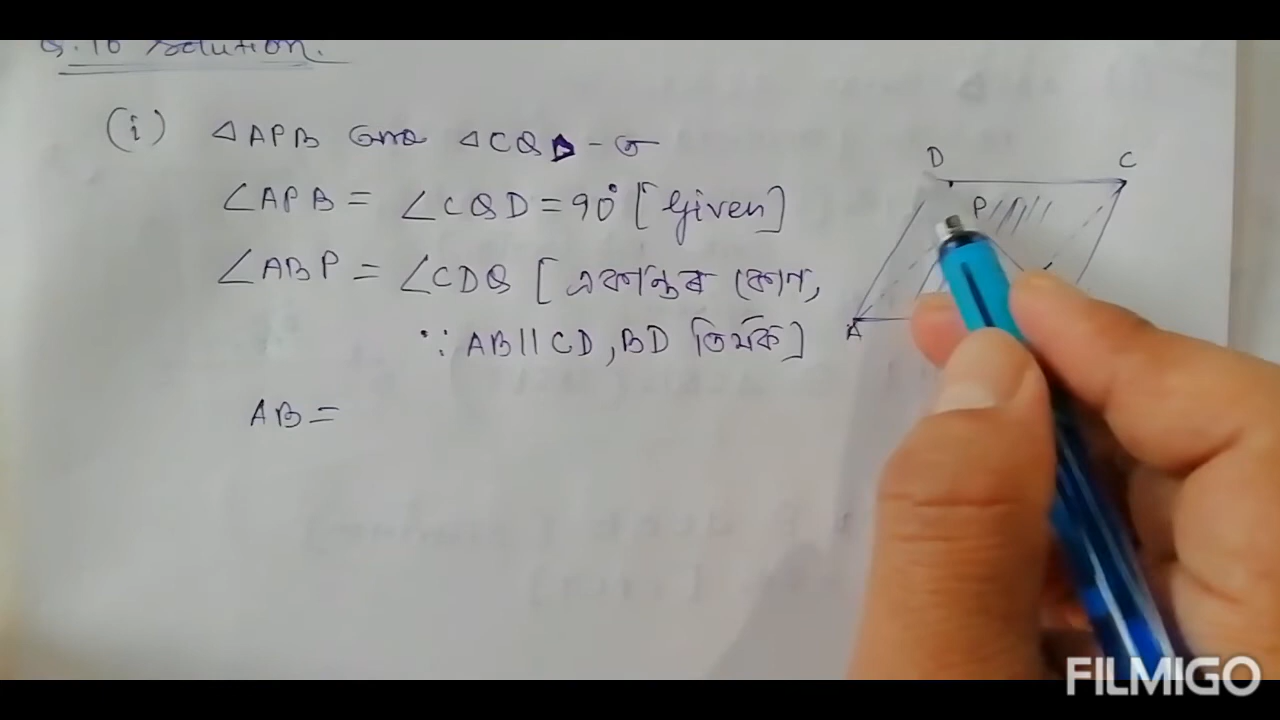 Q.10 Solution.
(i) △APB আৰু △CQD - ত
∠APB = ∠CQD = 90° [Given]
∠ABP = ∠CDQ [একান্তৰ কোণ,
∵ AB || CD, BD তিৰ্যক]
AB =
D
C
P
A
FILMIGO